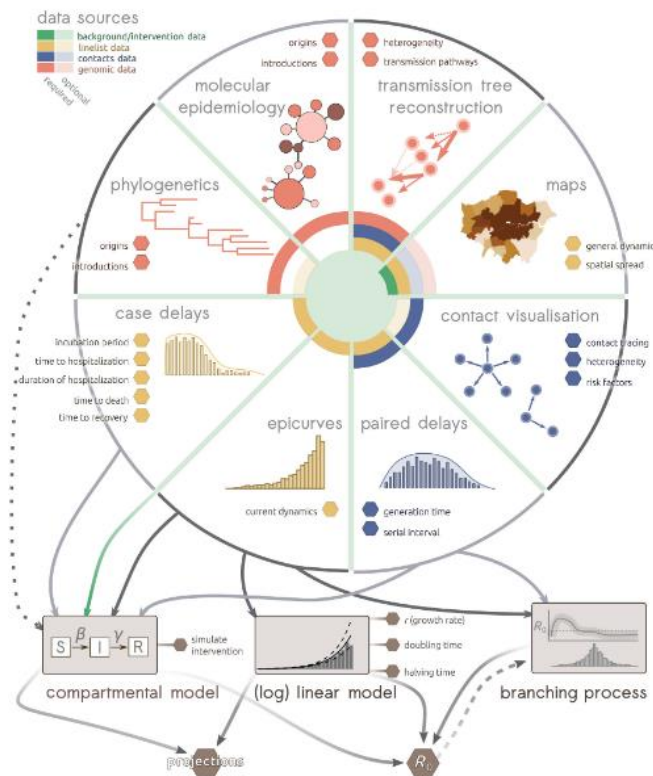 data sources
background/intervention data
linelist data
contacts data
genomic data
required
optional
origins
introductions
molecular
epidemiology
heterogeneity
transmission pathways
transmission tree
reconstruction
phylogenetics
origins
introductions
maps
general dynamic
spatial spread
case delays
incubation period
time to hospitalization
duration of hospitalization
time to death
time to recovery
contact visualisation
contact tracing
heterogeneity
risk factors
epicurves
current dynamics
paired delays
generation time
serial interval
S β I γ R
simulate
intervention
compartmental model
r (growth rate)
doubling time
halving time
(log) linear model
R₀
branching process
projections
R₀